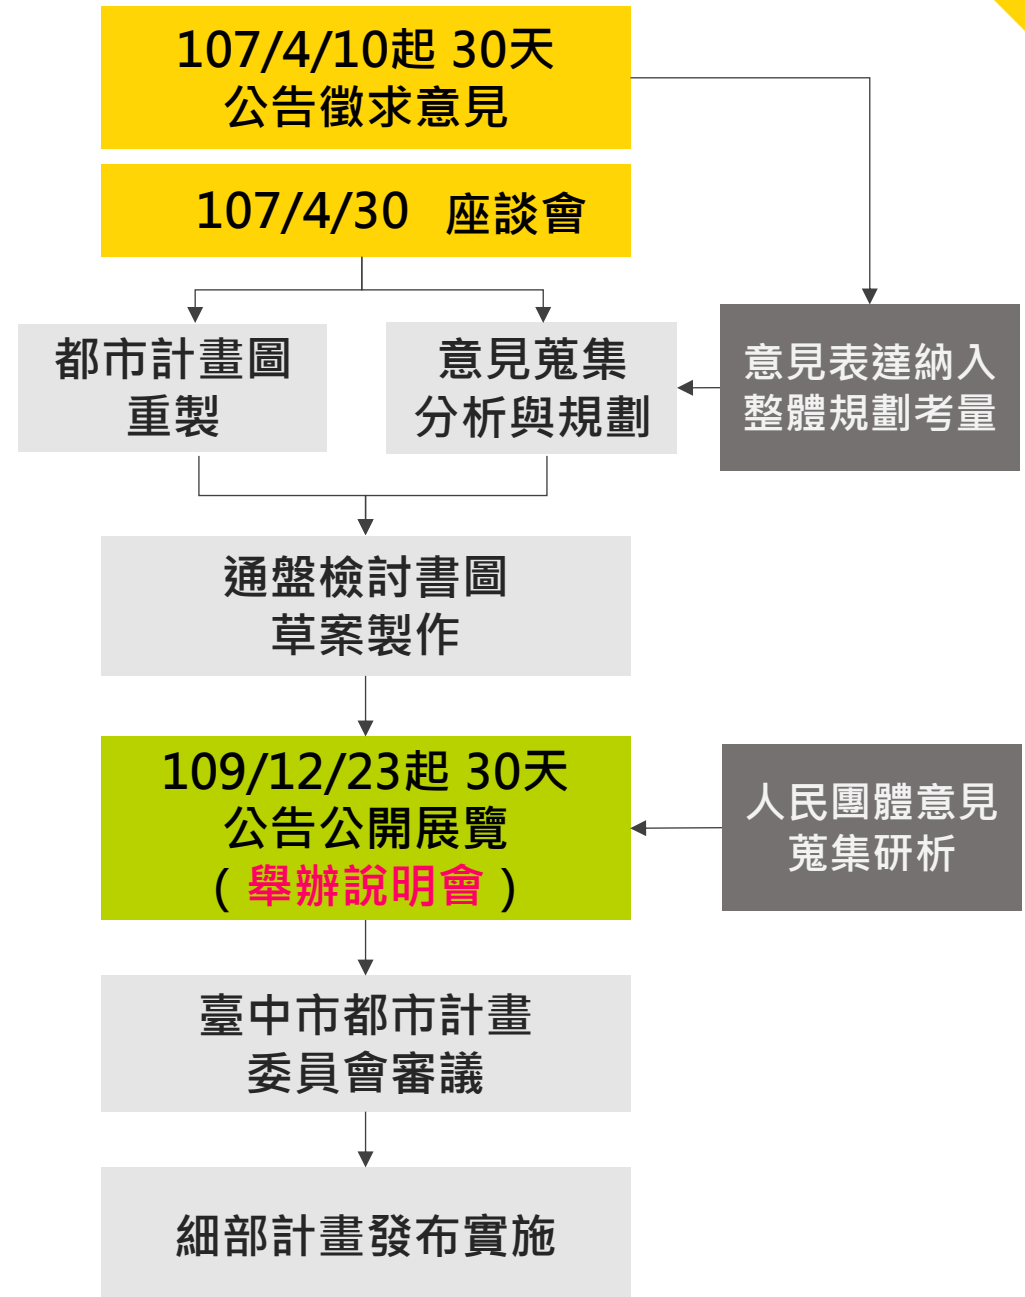 107/4/10起 30天
公告徵求意見
107/4/30 座談會
都市計畫圖
重製
意見蒐集
分析與規劃
意見表達納入
整體規劃考量
通盤檢討書圖
草案製作
109/12/23起 30天
公告公開展覽
（舉辦說明會）
人民團體意見
蒐集研析
臺中市都市計畫
委員會審議
細部計畫發布實施